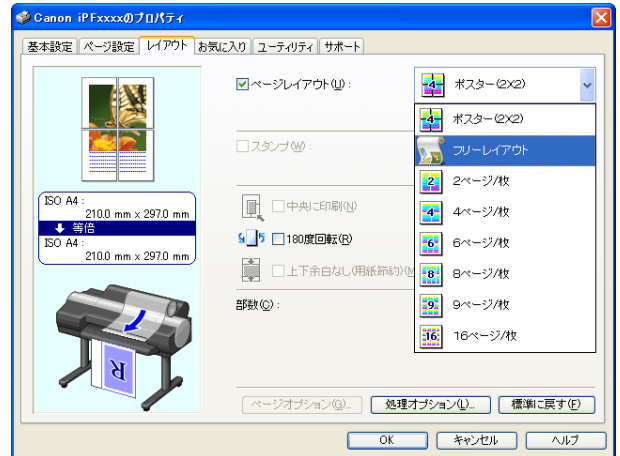 Canon iPFxxxxのプロパティ
基本設定 ページ設定 レイアウト お気に入り ユーティリティ サポート
ページレイアウト(U) :
ポスター(2X2)
ポスター(2X2)
スタンプ(W) :
フリーレイアウト
2ページ/枚
ISO A4 :
210.0 mm x 297.0 mm
等倍
ISO A4 :
210.0 mm x 297.0 mm
中央に印刷(N)
4ページ/枚
180度回転(R)
6ページ/枚
上下余白なし(用紙節約)(M
8ページ/枚
部数(C) :
9ページ/枚
16ページ/枚
ページオプション(G)... 処理オプション(L)... 標準に戻す(F)
OK キャンセル ヘルプ